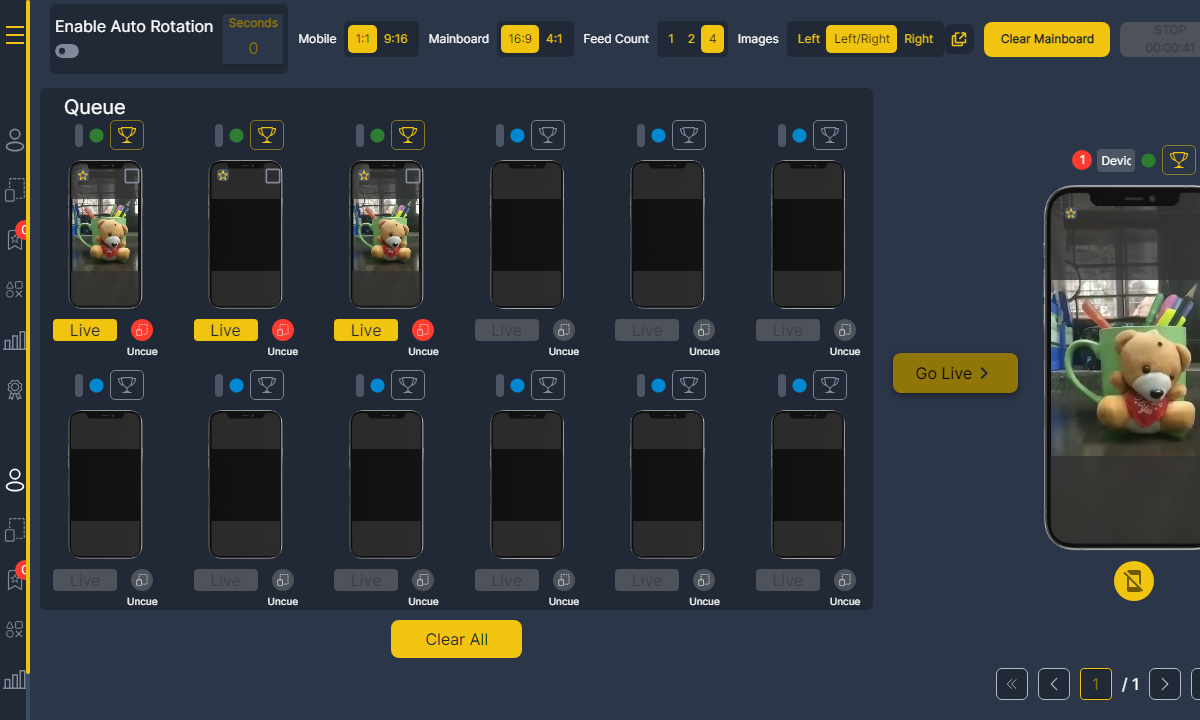 Enable Auto Rotation
Seconds
0
Mobile 1:1 9:16 Mainboard 16:9 4:1 Feed Count 1 2 4 Images Left Left/Right Right
Clear Mainboard
STOP
00:00:41
Queue
1 Devic
Live Live Live Live Live Live
Uncue Uncue Uncue Uncue Uncue Uncue
Go Live
Live Live Live Live Live Live
Uncue Uncue Uncue Uncue Uncue Uncue
Clear All
1 / 1